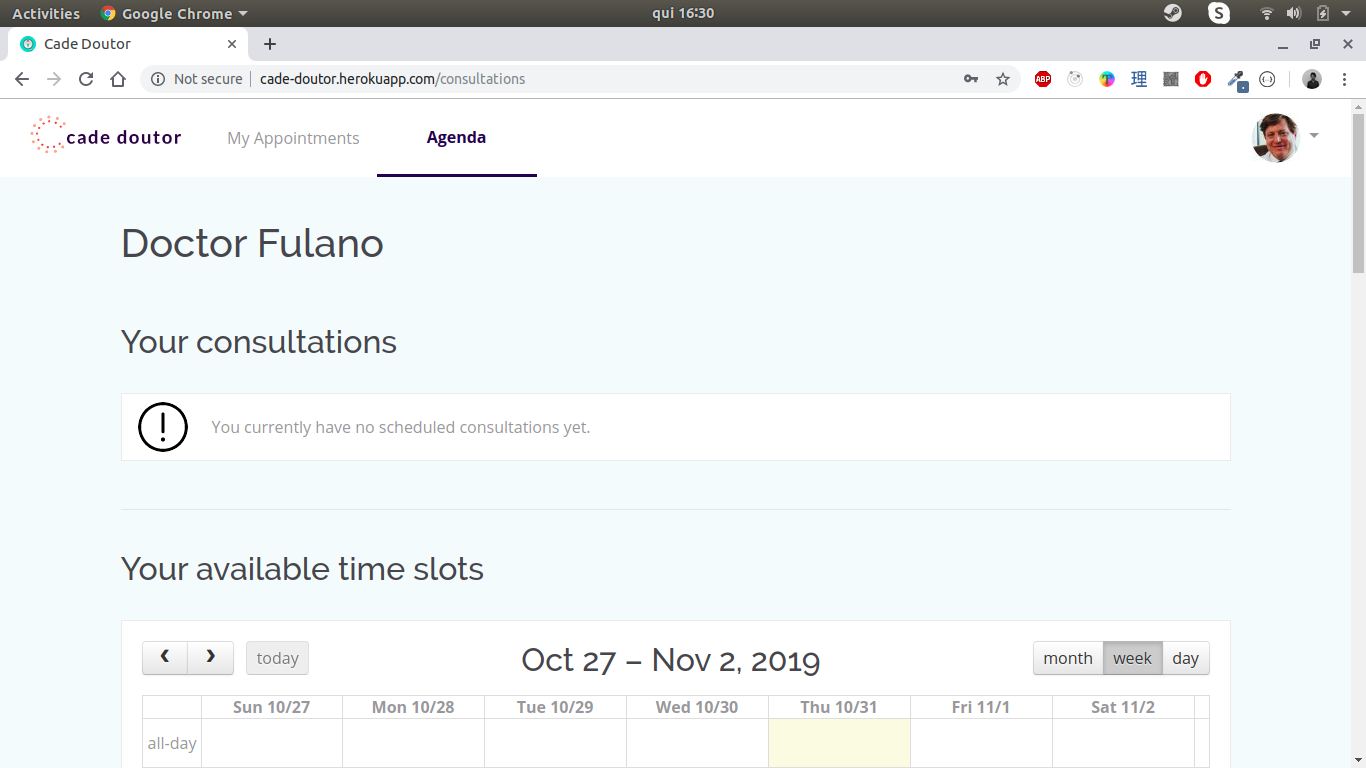 Activities Google Chrome qui 16:30 S
Cade Doutor
Not secure cade-doutor.herokuapp.com/consultations ABP T 理
cade doutor My Appointments Agenda
Doctor Fulano
Your consultations
You currently have no scheduled consultations yet.
Your available time slots
today Oct 27 – Nov 2, 2019 month week day
Sun 10/27 Mon 10/28 Tue 10/29 Wed 10/30 Thu 10/31 Fri 11/1 Sat 11/2
all-day